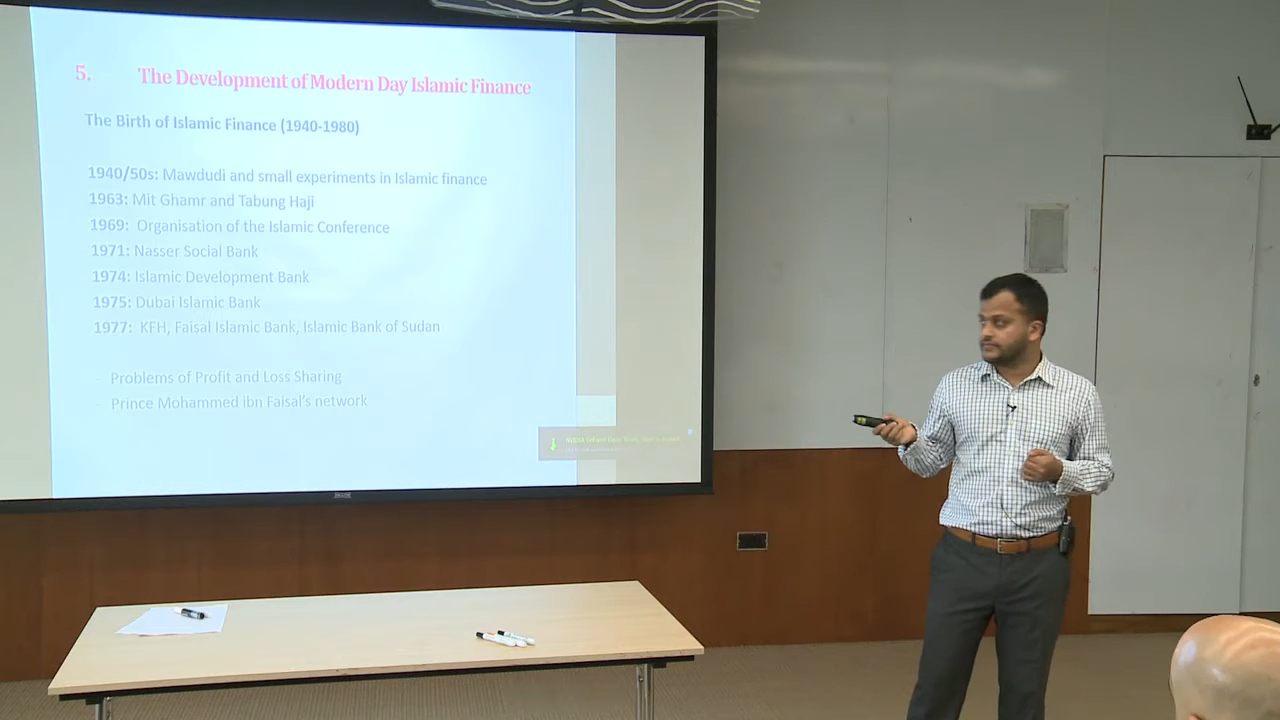 5. The Development of Modern Day Islamic Finance
The Birth of Islamic Finance (1940-1980)
1940/50s: Mawdudi and small experiments in Islamic finance
1963: Mit Ghamr and Tabung Haji
1969: Organisation of the Islamic Conference
1971: Nasser Social Bank
1974: Islamic Development Bank
1975: Dubai Islamic Bank
1977: KFH, Faisal Islamic Bank, Islamic Bank of Sudan
- Problems of Profit and Loss Sharing
- Prince Mohammed ibn Faisal's network